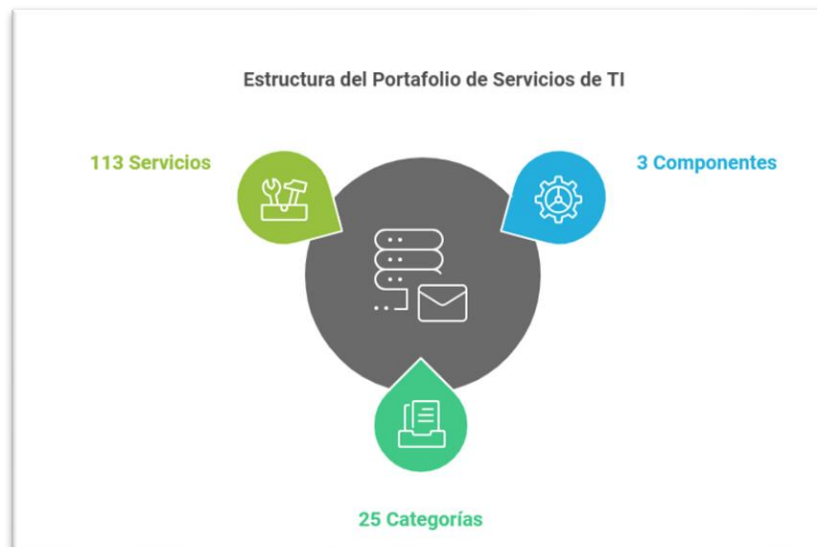 Estructura del Portafolio de Servicios de TI
113 Servicios
3 Componentes
25 Categorías